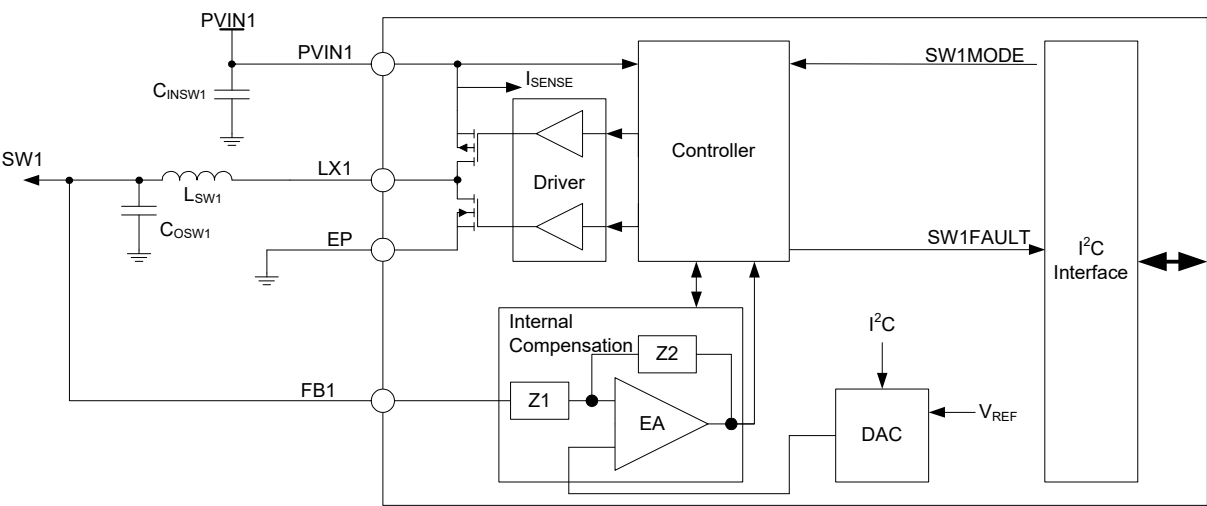 PVIN1
PVIN1
C_INSW1
I_SENSE
SW1MODE
Controller
SW1
LX1
L_SW1
Driver
C_OSW1
EP
SW1FAULT
I²C
Interface
Internal
Compensation
Z2
I²C
FB1
Z1
EA
DAC
V_REF